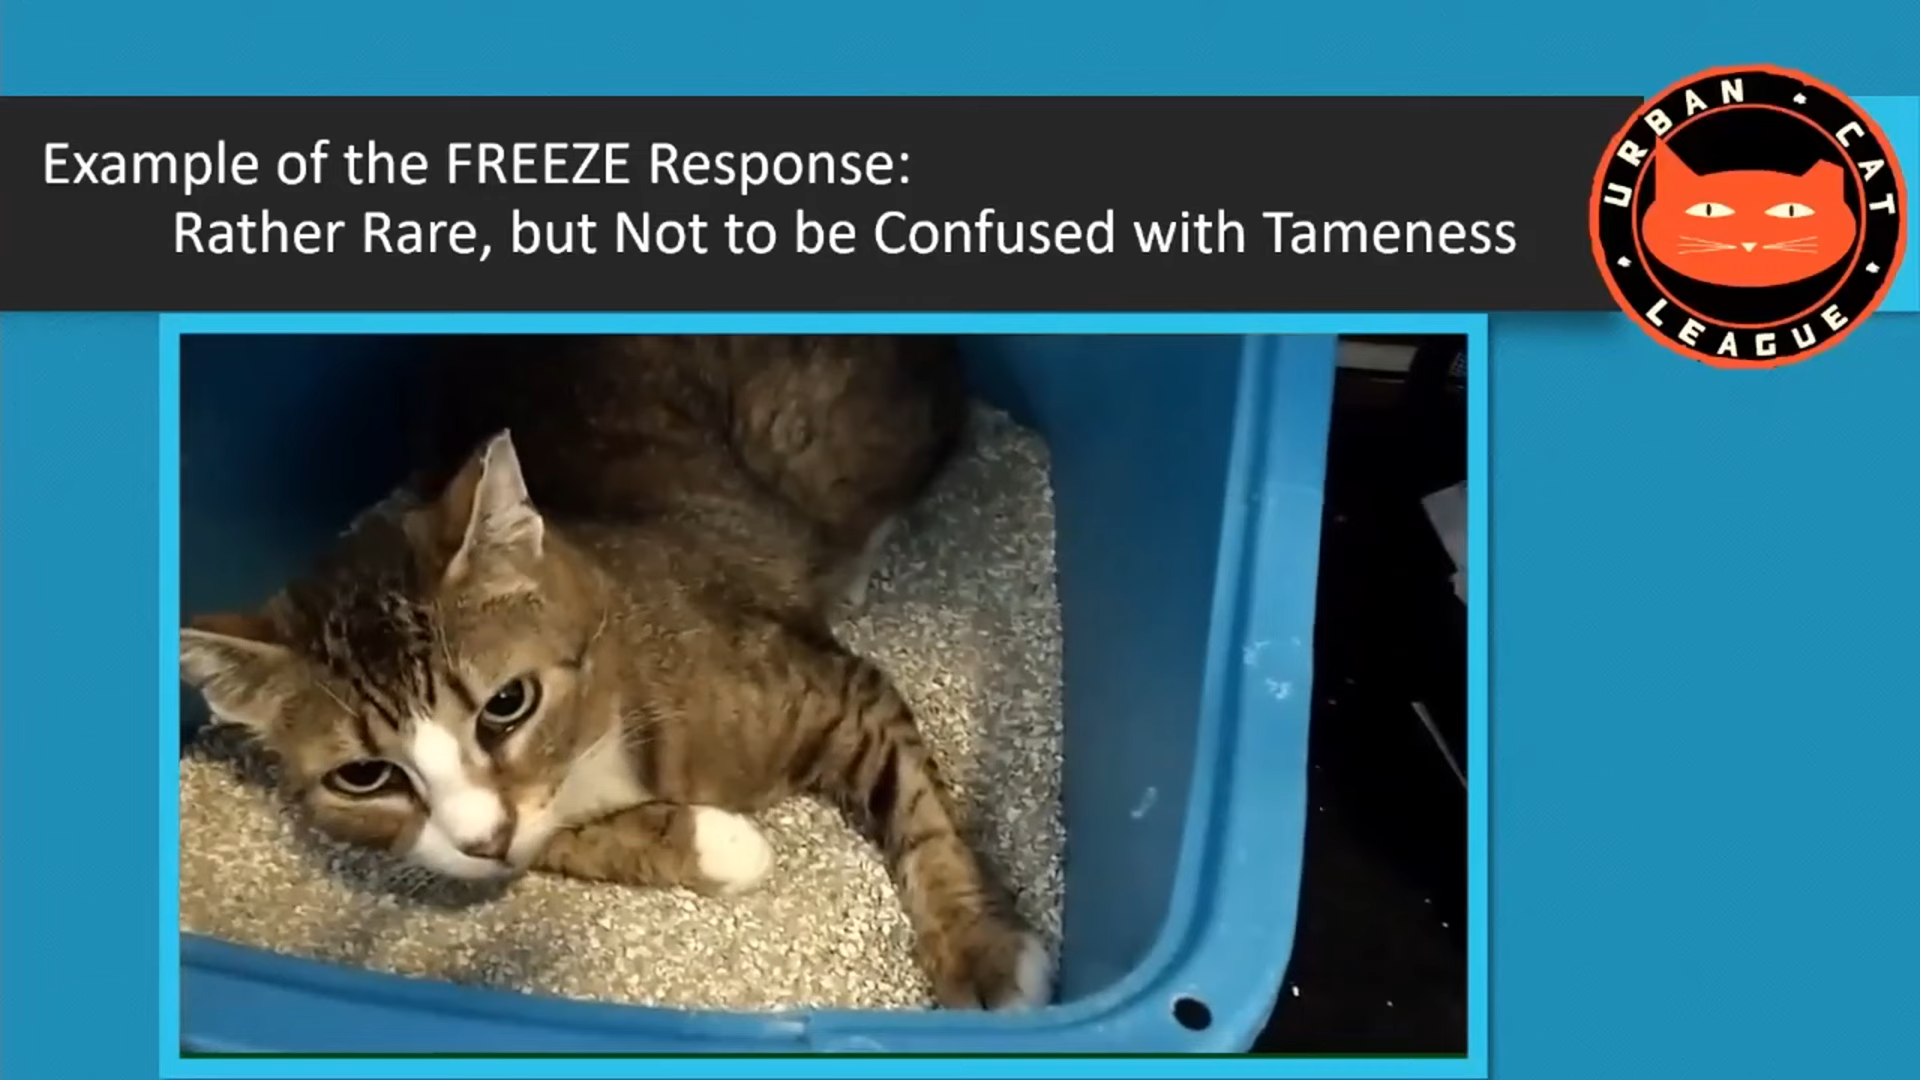 Example of the FREEZE Response:
Rather Rare, but Not to be Confused with Tameness
URBAN • CAT • LEAGUE •